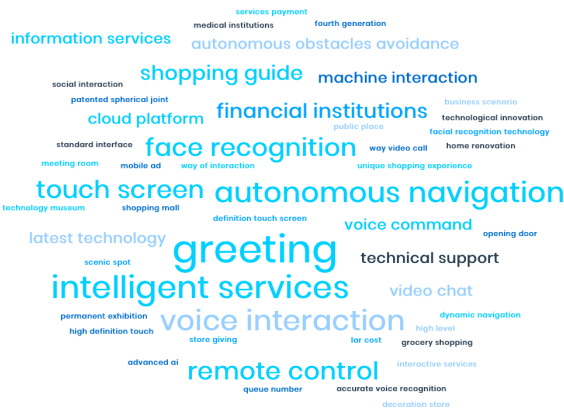 services payment
medical institutions
fourth generation
information services
autonomous obstacles avoidance
shopping guide
machine interaction
social interaction
patented spherical joint
business scenario
financial institutions
cloud platform
technological innovation
public place
facial recognition technology
standard interface
face recognition
way video call
home renovation
meeting room
mobile ad
way of interaction
unique shopping experience
touch screen
autonomous navigation
technology museum
shopping mall
definition touch screen
voice command
opening door
latest technology
greeting
technical support
scenic spot
intelligent services
video chat
permanent exhibition
voice interaction
dynamic navigation
high definition touch
high level
store giving
lar cost
grocery shopping
advanced ai
remote control
interactive services
queue number
accurate voice recognition
decoration store